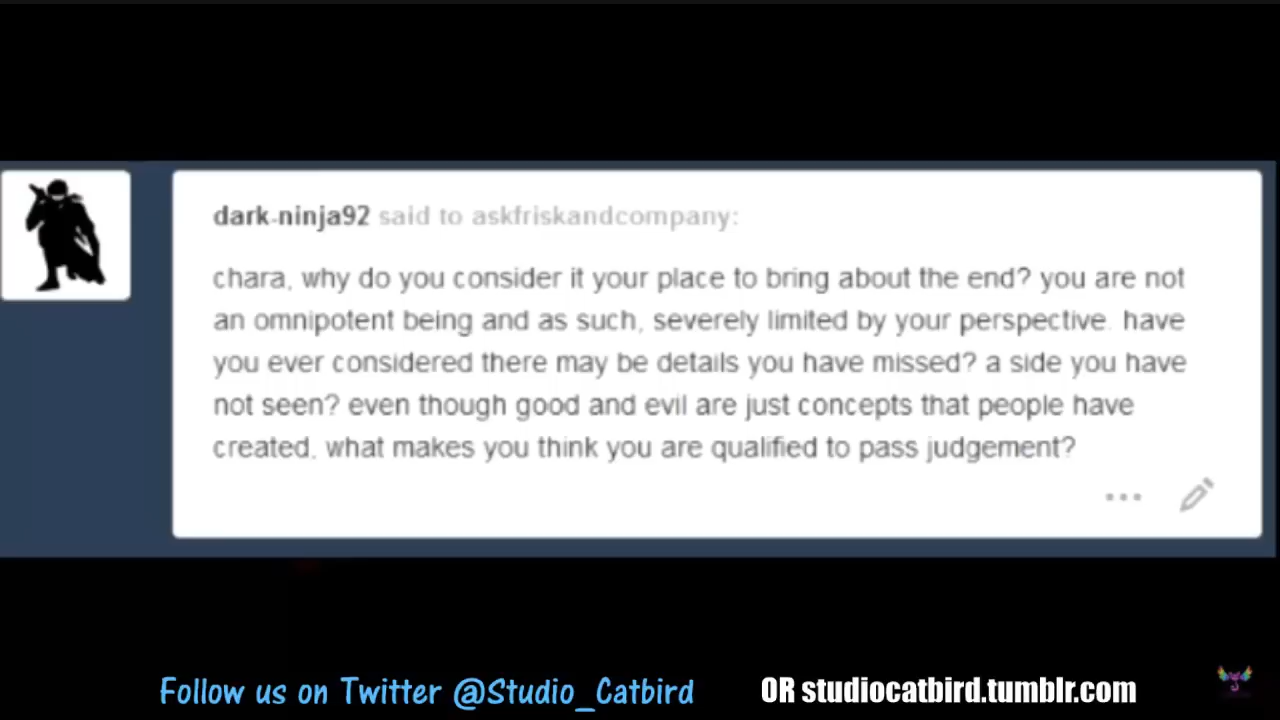 dark-ninja92 said to askfriskandcompany:
chara, why do you consider it your place to bring about the end? you are not
an omnipotent being and as such, severely limited by your perspective. have
you ever considered there may be details you have missed? a side you have
not seen? even though good and evil are just concepts that people have
created, what makes you think you are qualified to pass judgement?
Follow us on Twitter @Studio_Catbird OR studiocatbird.tumblr.com